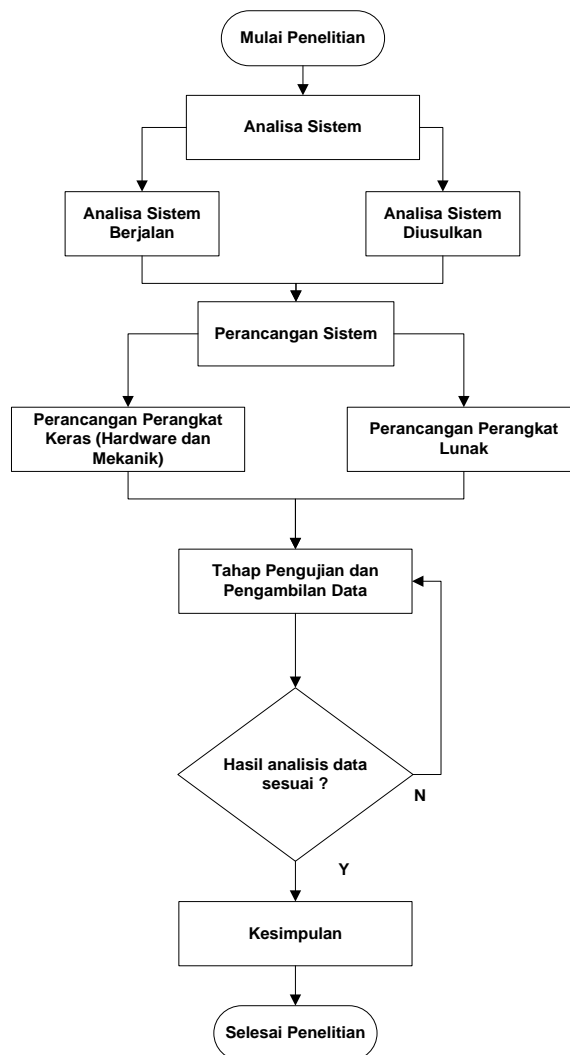 Mulai Penelitian
Analisa Sistem
Analisa Sistem
Berjalan
Analisa Sistem
Diusulkan
Perancangan Sistem
Perancangan Perangkat
Keras (Hardware dan
Mekanik)
Perancangan Perangkat
Lunak
Tahap Pengujian dan
Pengambilan Data
Hasil analisis data
sesuai ?
N
Y
Kesimpulan
Selesai Penelitian